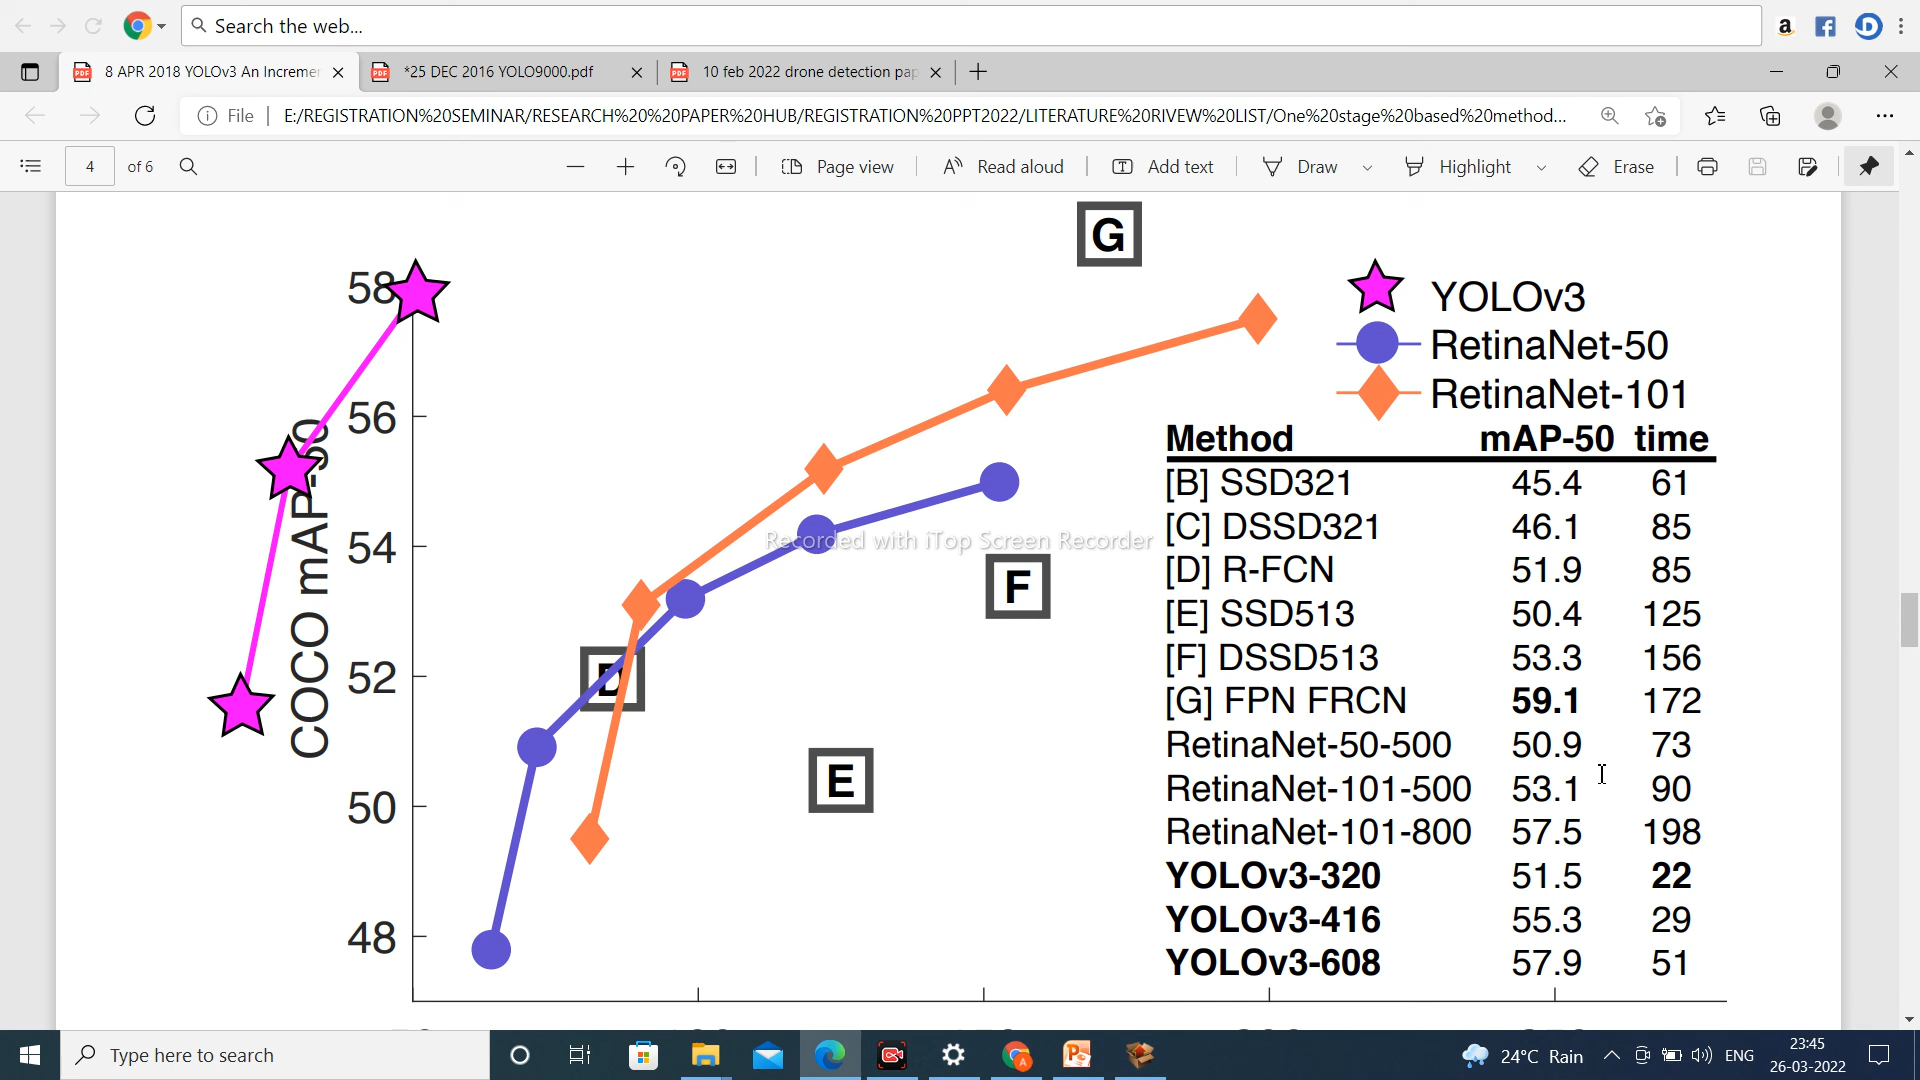 Search the web...
a
8 APR 2018 YOLOv3 An Increme
*25 DEC 2016 YOLO9000.pdf
10 feb 2022 drone detection pap
File
E:/REGISTRATION%20SEMINAR/RESEARCH%20%20PAPER%20HUB/REGISTRATION%20PPT2022/LITERATURE%20RIVEW%20LIST/One%20stage%20based%20method...
4 of 6
Page view
Read aloud
Add text
Draw
Highlight
Erase
G
58
YOLOv3
RetinaNet-50
RetinaNet-101
56
COCO mAP-50
54
52
50
48
D
E
F
Recorded with iTop Screen Recorder
Method mAP-50 time
[B] SSD321 45.4 61
[C] DSSD321 46.1 85
[D] R-FCN 51.9 85
[E] SSD513 50.4 125
[F] DSSD513 53.3 156
[G] FPN FRCN 59.1 172
RetinaNet-50-500 50.9 73
RetinaNet-101-500 53.1 90
RetinaNet-101-800 57.5 198
YOLOv3-320 51.5 22
YOLOv3-416 55.3 29
YOLOv3-608 57.9 51
Type here to search
24°C Rain
ENG
23:45
26-03-2022